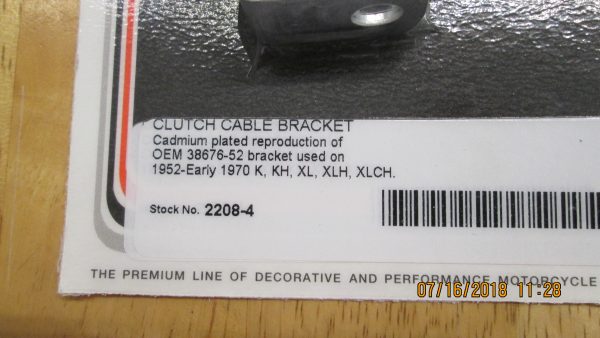 CLUTCH CABLE BRACKET
Cadmium plated reproduction of
OEM 38676-52 bracket used on
1952-Early 1970 K, KH, XL, XLH, XLCH.
Stock No. 2208-4
THE PREMIUM LINE OF DECORATIVE AND PERFORMANCE MOTORCYCLE
07/16/2018 11:28